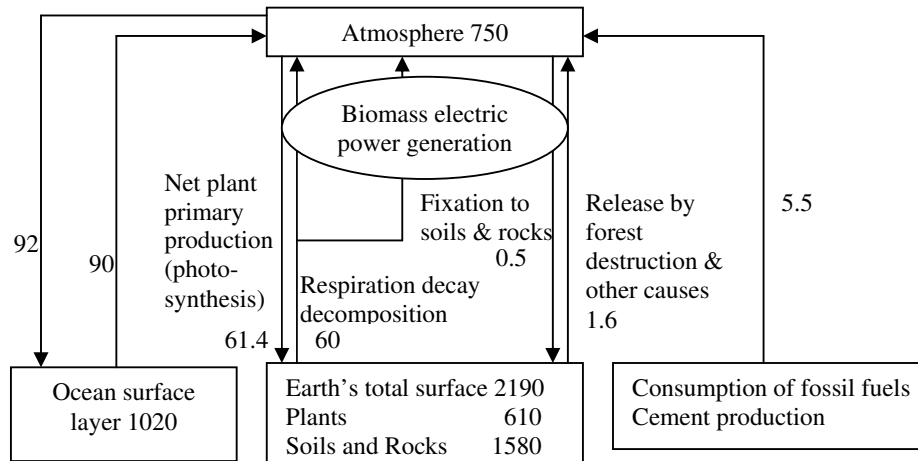 Atmosphere 750
Biomass electric
power generation
Net plant
primary
production
(photo-
synthesis)
61.4
92
90
Fixation to
soils & rocks
0.5
Respiration decay
decomposition
60
Release by
forest
destruction &
other causes
1.6
5.5
Ocean surface
layer 1020
Earth's total surface 2190
Plants 610
Soils and Rocks 1580
Consumption of fossil fuels
Cement production